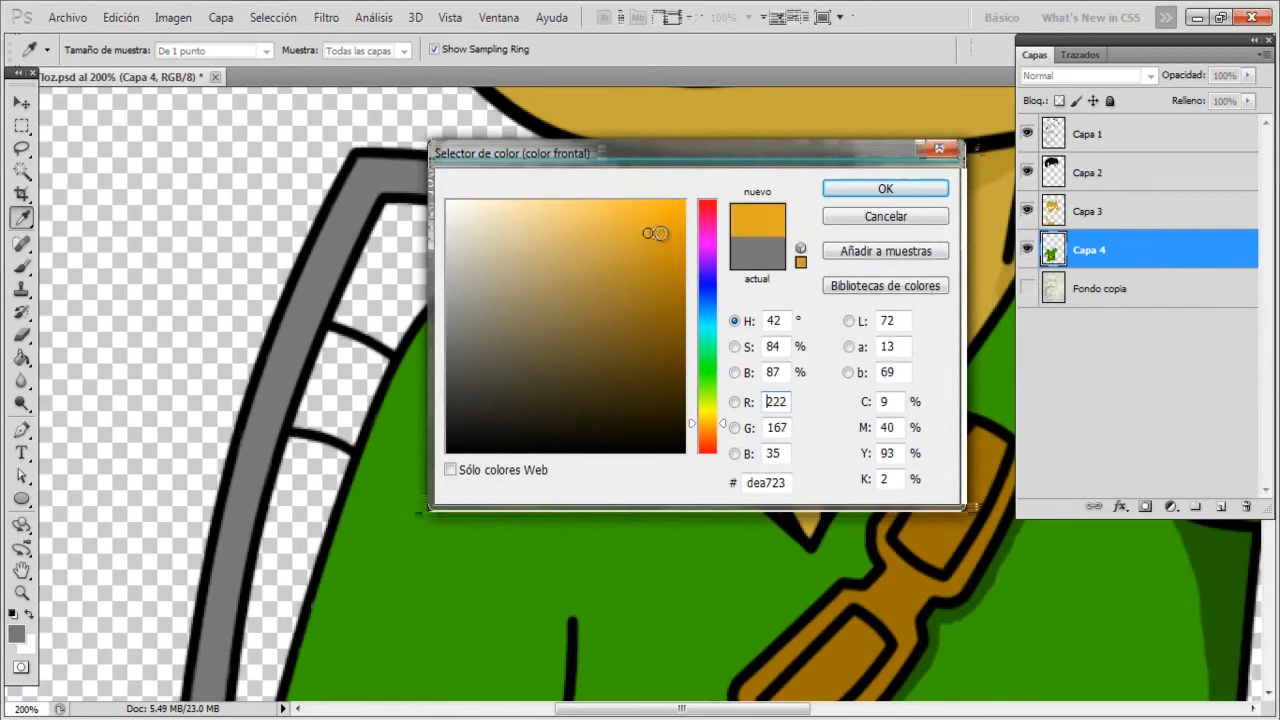 Ps Archivo Edición Imagen Capa Selección Filtro Análisis 3D Vista Ventana Ayuda Br Mb 100% Básico What's New in CS5
Tamaño de muestra: De 1 punto Muestra: Todas las capas Show Sampling Ring
loz.psd al 200% (Capa 4, RGB/8) *
Capas Trazados
Normal Opacidad: 100%
Bloq.: Relleno: 100%
Capa 1
Capa 2
Capa 3
Capa 4
Fondo copia
Selector de color (color frontal)
nuevo
actual
OK
Cancelar
Añadir a muestras
Bibliotecas de colores
H: 42 ° L: 72
S: 84 % a: 13
B: 87 % b: 69
R: 222 C: 9 %
G: 167 M: 40 %
B: 35 Y: 93 %
# dea723 K: 2 %
Sólo colores Web
200% Doc: 5.49 MB/23.0 MB